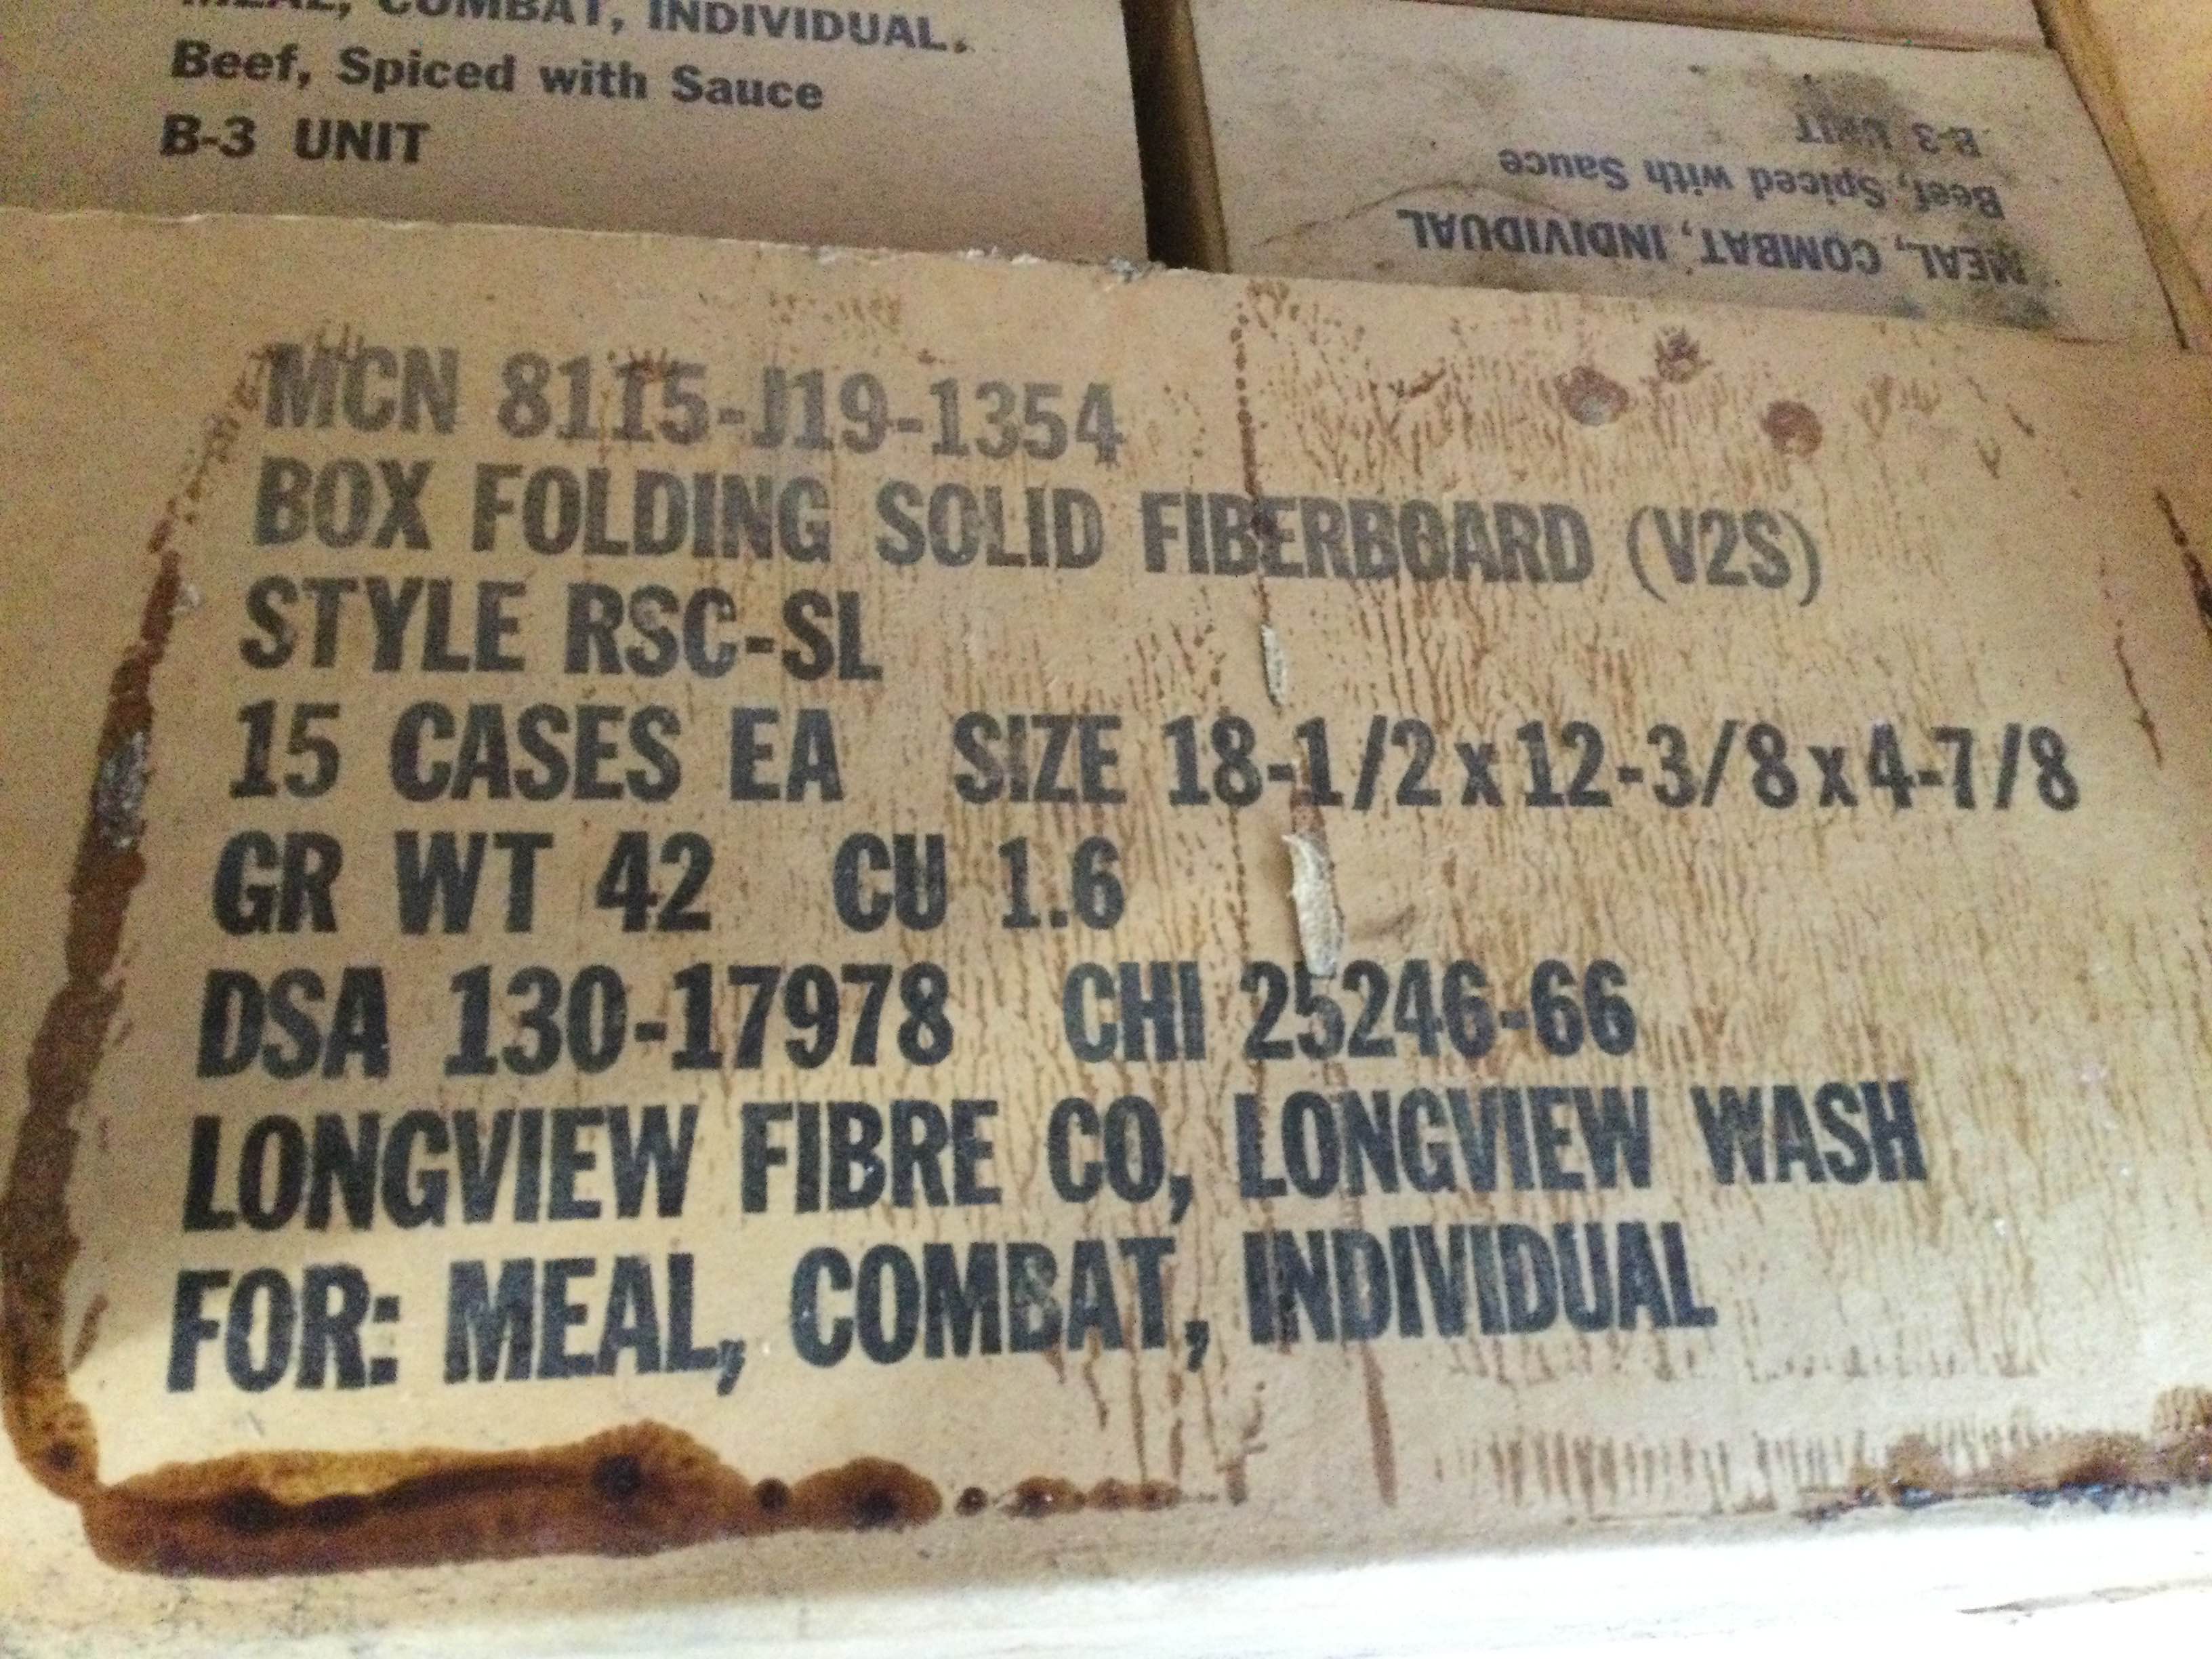 MEAL, COMBAT, INDIVIDUAL.
Beef, Spiced with Sauce
B-3 UNIT
MEAL, COMBAT, INDIVIDUAL
Beef, Spiced with Sauce
B-3 UNIT
MCN 8115-J19-1354
BOX FOLDING SOLID FIBERBOARD (V2S)
STYLE RSC-SL
15 CASES EA SIZE 18-1/2 x 12-3/8 x 4-7/8
GR WT 42 CU 1.6
DSA 130-17978 CHI 25246-66
LONGVIEW FIBRE CO, LONGVIEW WASH
FOR: MEAL, COMBAT, INDIVIDUAL